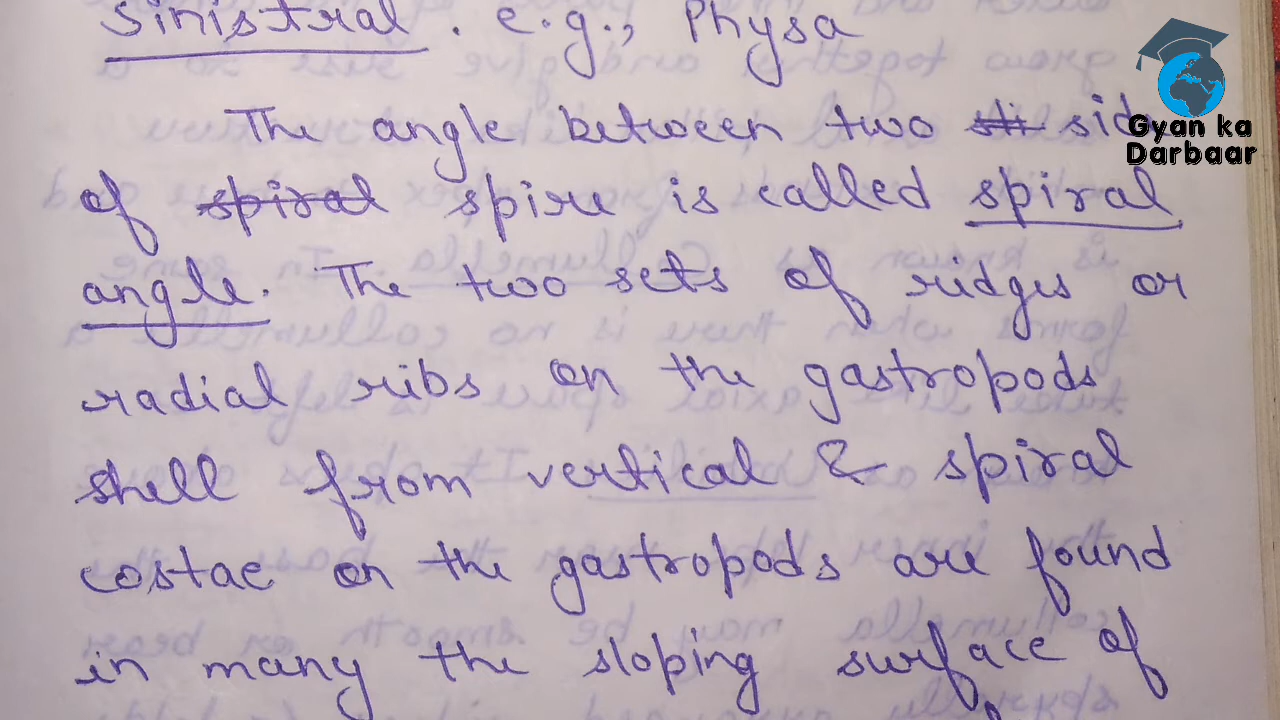 Sinistral. e.g., Physa
The angle between two sti side
of spiral spire is called spiral
angle. The two sets of ridges or
radial ribs on the gastropods
shell from vertical & spiral
costae on the gastropods are found
in many the sloping surface of
Gyan ka
Darbaar